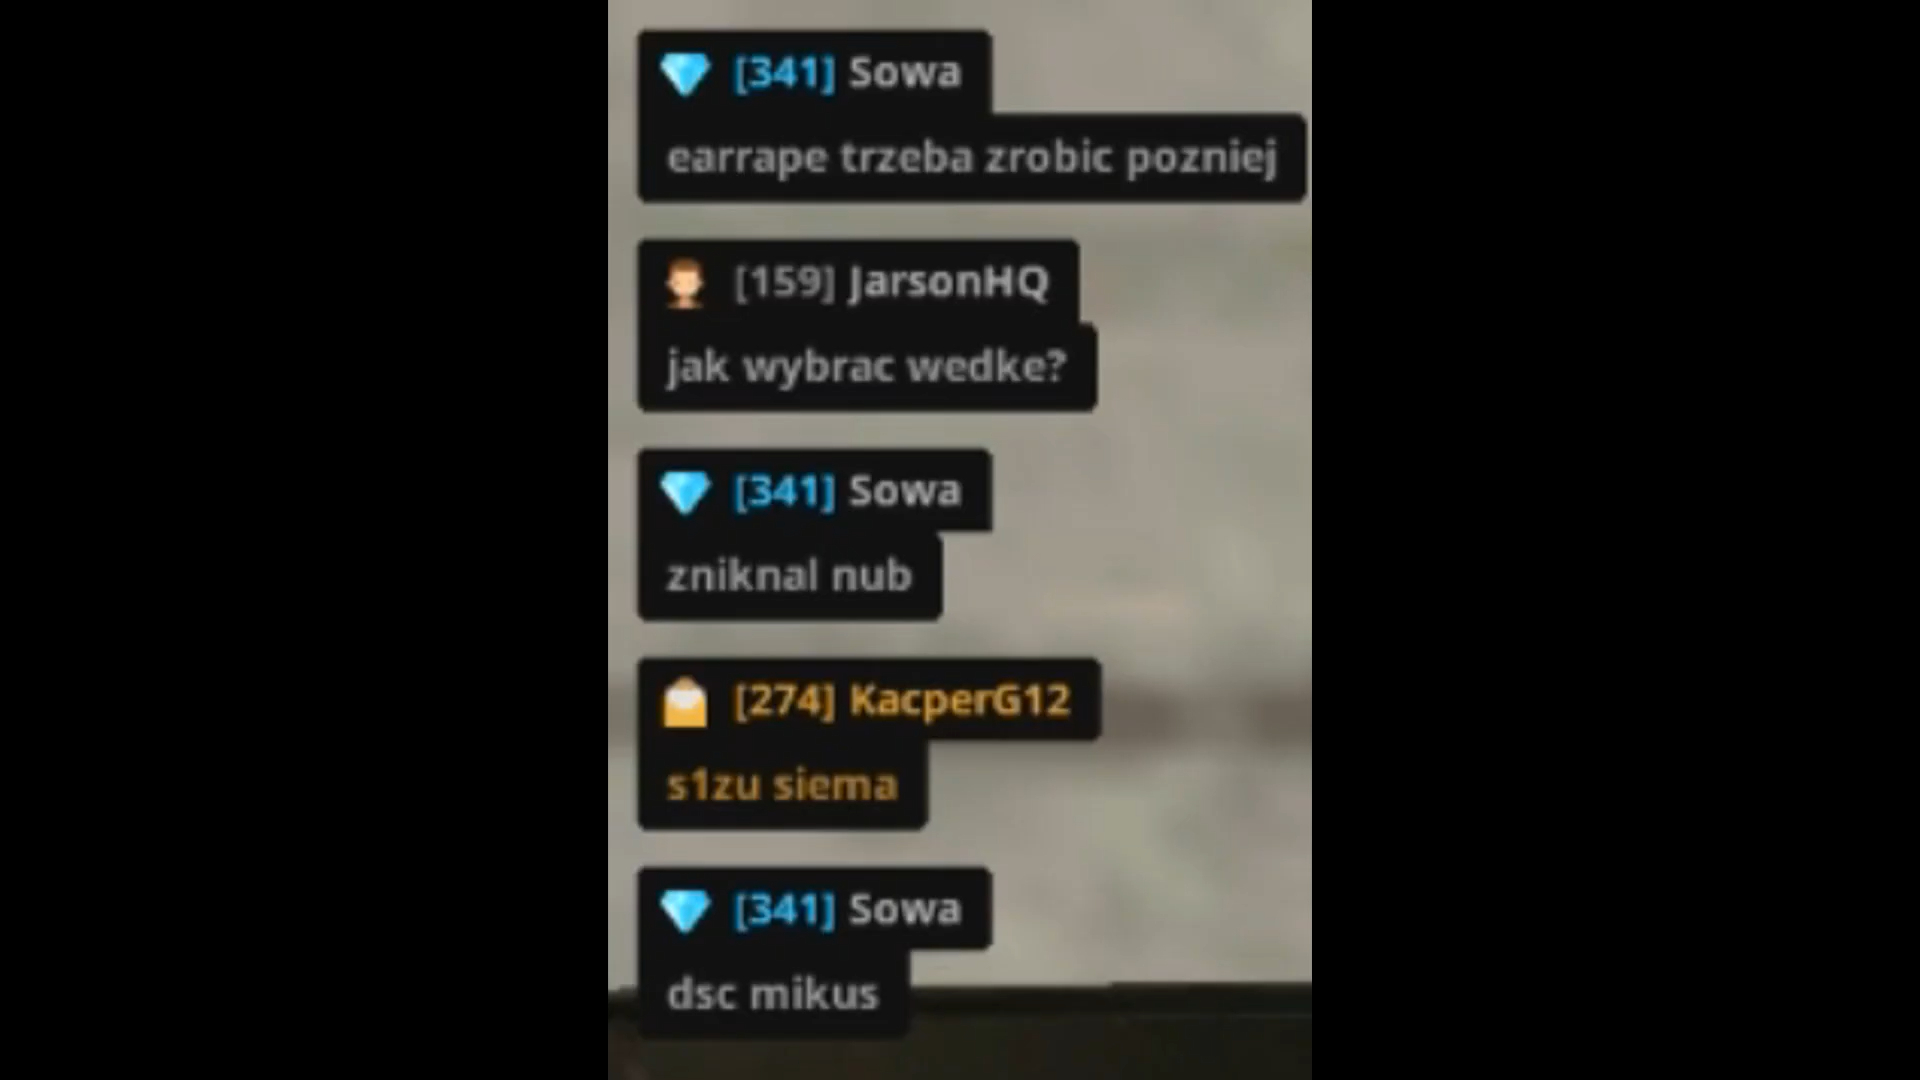 [341] Sowa
earrape trzeba zrobic pozniej
[159] JarsonHQ
jak wybrac wedke?
[341] Sowa
zniknal nub
[274] KacperG12
s1zu siema
[341] Sowa
dsc mikus